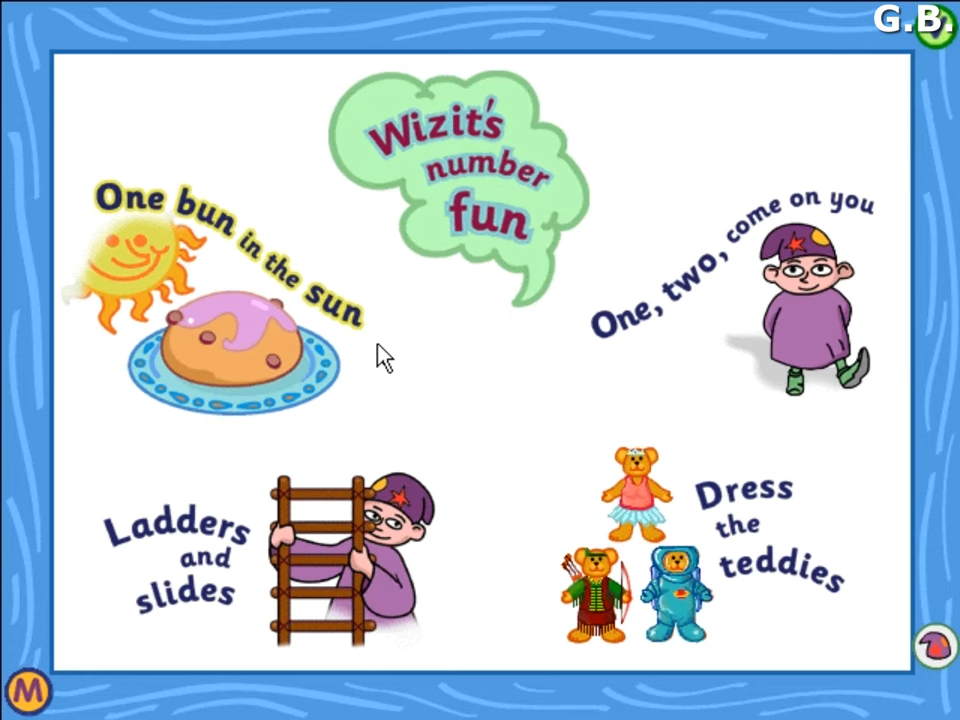 G.B.
Wizit's
number
fun
One bun in the sun
One, two, come on you
Ladders
and
slides
Dress
the
teddies
M